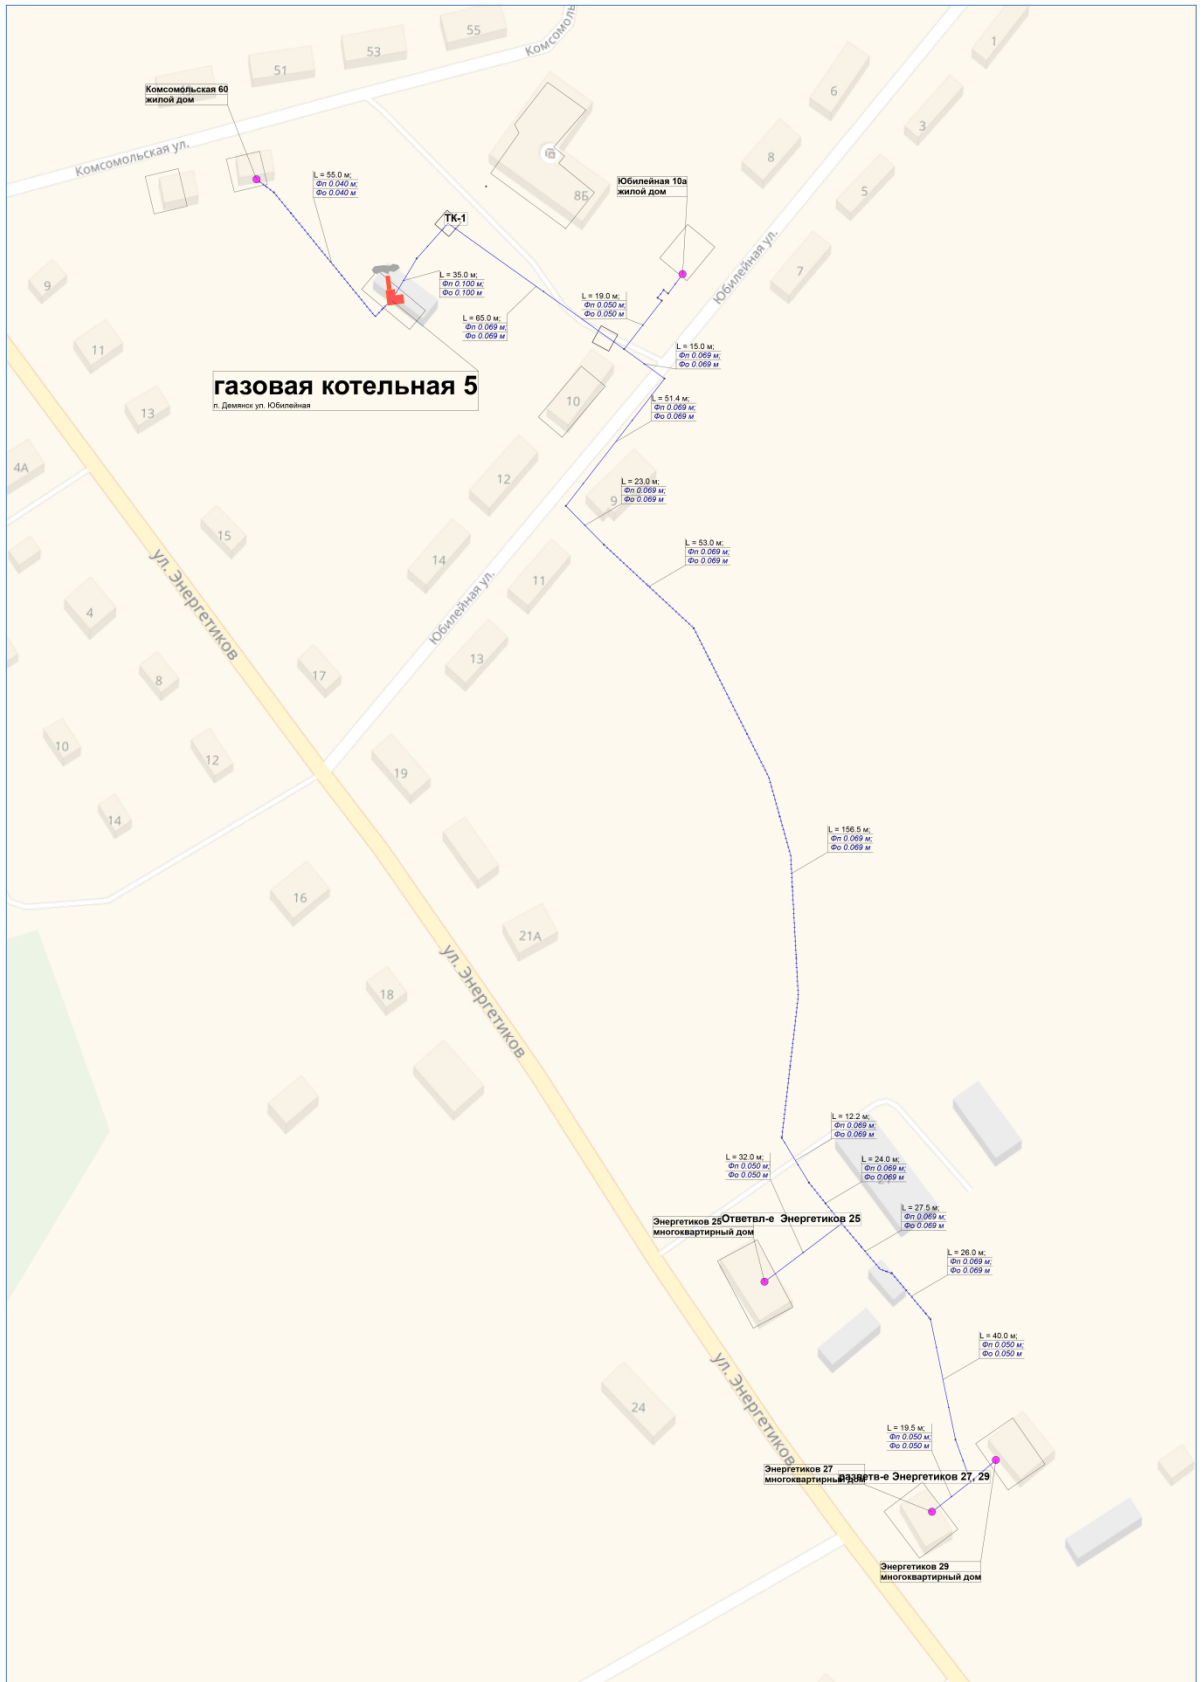 55
53
51
Комсомоль
Комсомольская 60
жилой дом
Комсомольская ул.
1
6
3
8
5
8Б
7
Юбилейная 10а
жилой дом
Юбилейная ул.
L = 55.0 м;
Фп 0.040 м;
Фо 0.040 м
ТК-1
9
L = 35.0 м;
Фп 0.100 м;
Фо 0.100 м
L = 19.0 м;
Фп 0.050 м;
Фо 0.050 м
L = 65.0 м;
Фп 0.069 м;
Фо 0.069 м
L = 15.0 м;
Фп 0.069 м;
Фо 0.069 м
11
газовая котельная 5
п. Демянск ул. Юбилейная
13
10
L = 51.4 м;
Фп 0.069 м;
Фо 0.069 м
4А
12
L = 23.0 м;
Фп 0.069 м;
Фо 0.069 м
9
15
14
11
L = 53.0 м;
Фп 0.069 м;
Фо 0.069 м
ул. Энергетиков
4
Юбилейная ул.
8
17
13
10
12
19
14
L = 156.5 м;
Фп 0.069 м;
Фо 0.069 м
16
21А
ул. Энергетиков
18
L = 12.2 м;
Фп 0.069 м;
Фо 0.069 м
L = 32.0 м;
Фп 0.050 м;
Фо 0.050 м
L = 24.0 м;
Фп 0.069 м;
Фо 0.069 м
L = 27.5 м;
Фп 0.069 м;
Фо 0.069 м
Энергетиков 25
многоквартирный дом
Ответвл-е Энергетиков 25
L = 26.0 м;
Фп 0.069 м;
Фо 0.069 м
L = 40.0 м;
Фп 0.050 м;
Фо 0.050 м
ул. Энергетиков
24
L = 19.5 м;
Фп 0.050 м;
Фо 0.050 м
Энергетиков 27
многоквартирный дом
разветв-е Энергетиков 27, 29
Энергетиков 29
многоквартирный дом